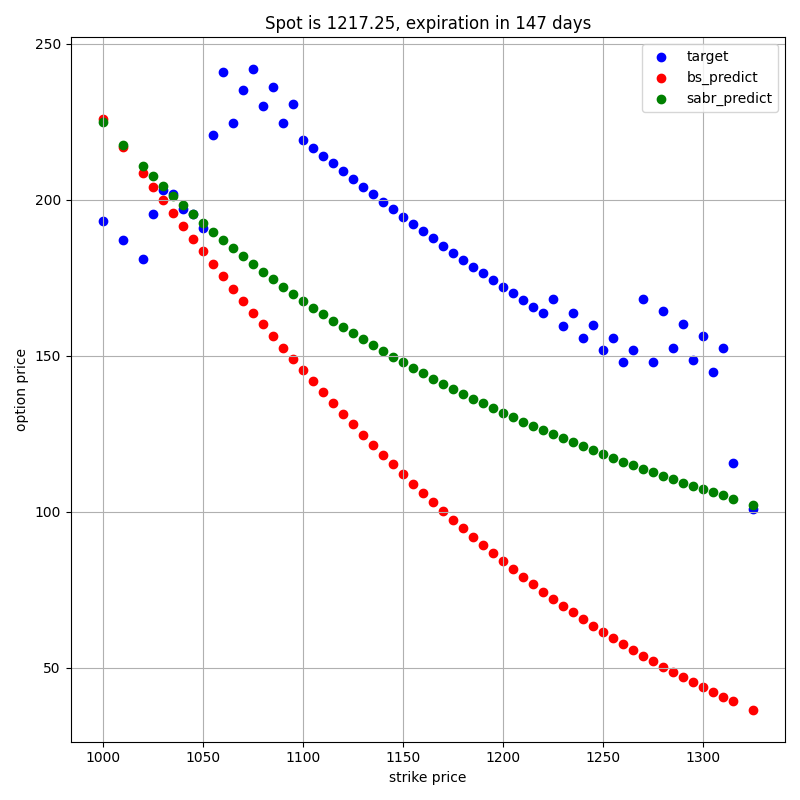 Spot is 1217.25, expiration in 147 days
target
bs_predict
sabr_predict
250
200
150
100
50
option price
1000
1050
1100
1150
1200
1250
1300
strike price